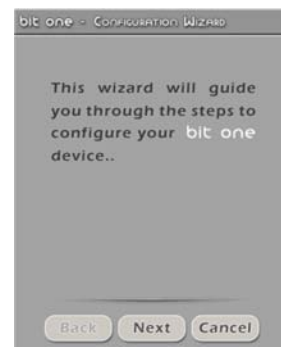 bit one - Configuration Wizard
This wizard will guide
you through the steps to
configure your bit one
device..
Back Next Cancel